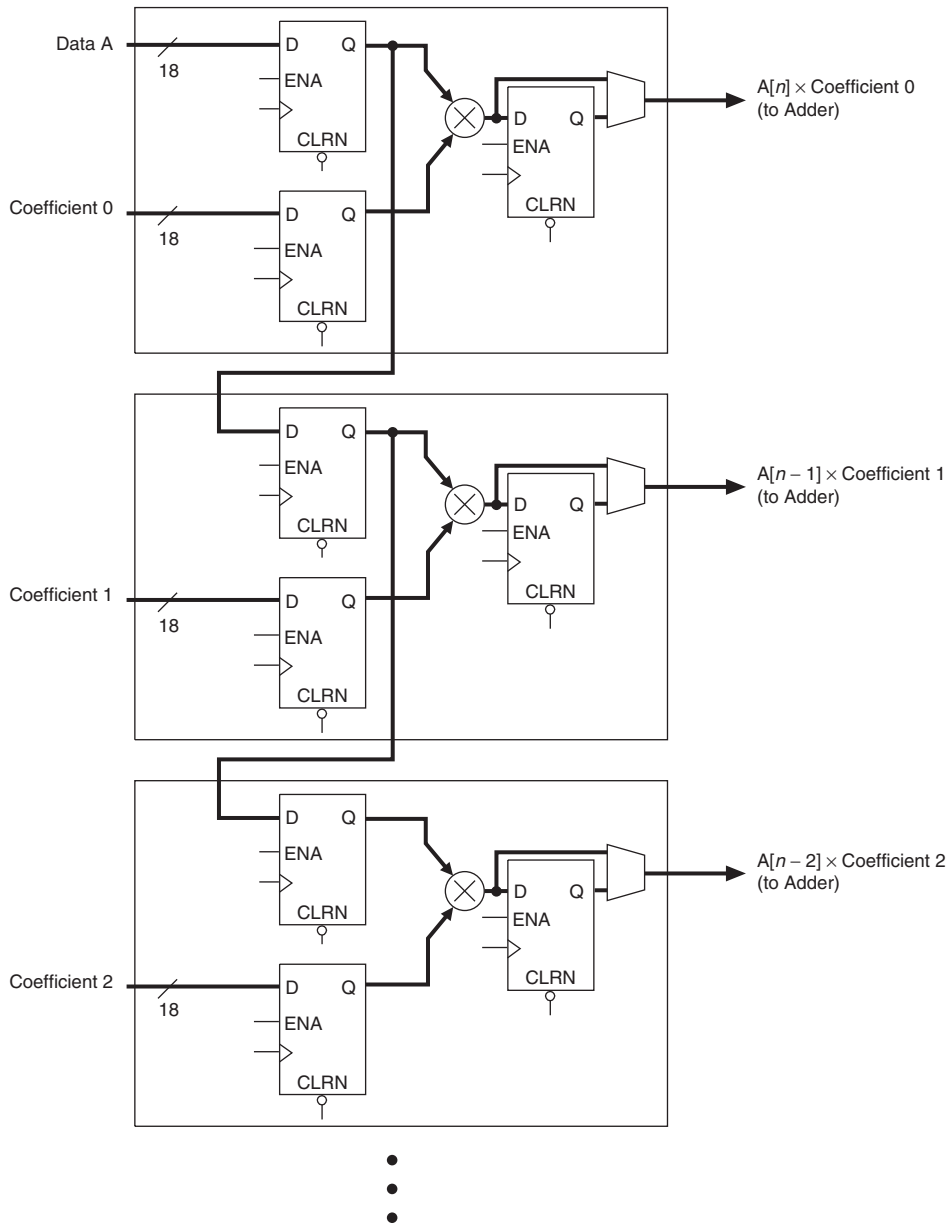 Data A
18
D Q
ENA
CLRN
A[n] × Coefficient 0
(to Adder)
D Q
ENA
CLRN
Coefficient 0
18
D Q
ENA
CLRN
D Q
ENA
CLRN
A[n – 1] × Coefficient 1
(to Adder)
D Q
ENA
CLRN
Coefficient 1
18
D Q
ENA
CLRN
D Q
ENA
CLRN
A[n – 2] × Coefficient 2
(to Adder)
D Q
ENA
CLRN
Coefficient 2
18
D Q
ENA
CLRN